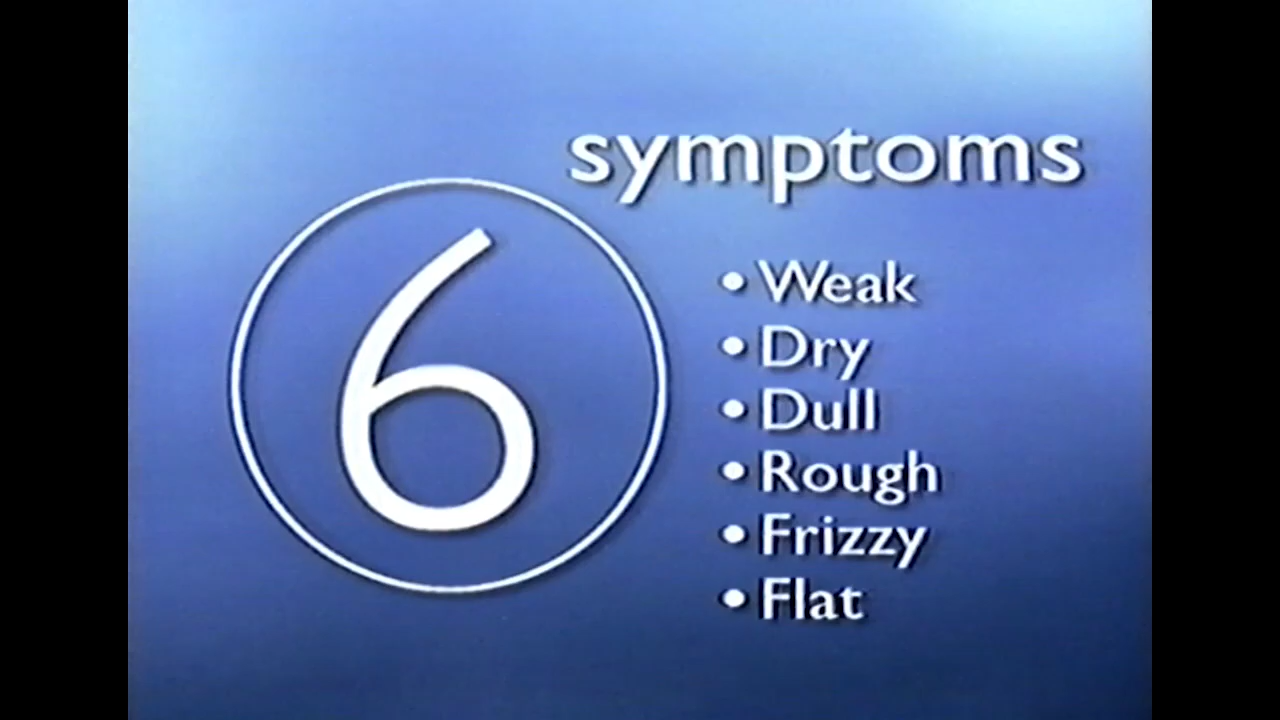 symptoms
6
• Weak
• Dry
• Dull
• Rough
• Frizzy
• Flat